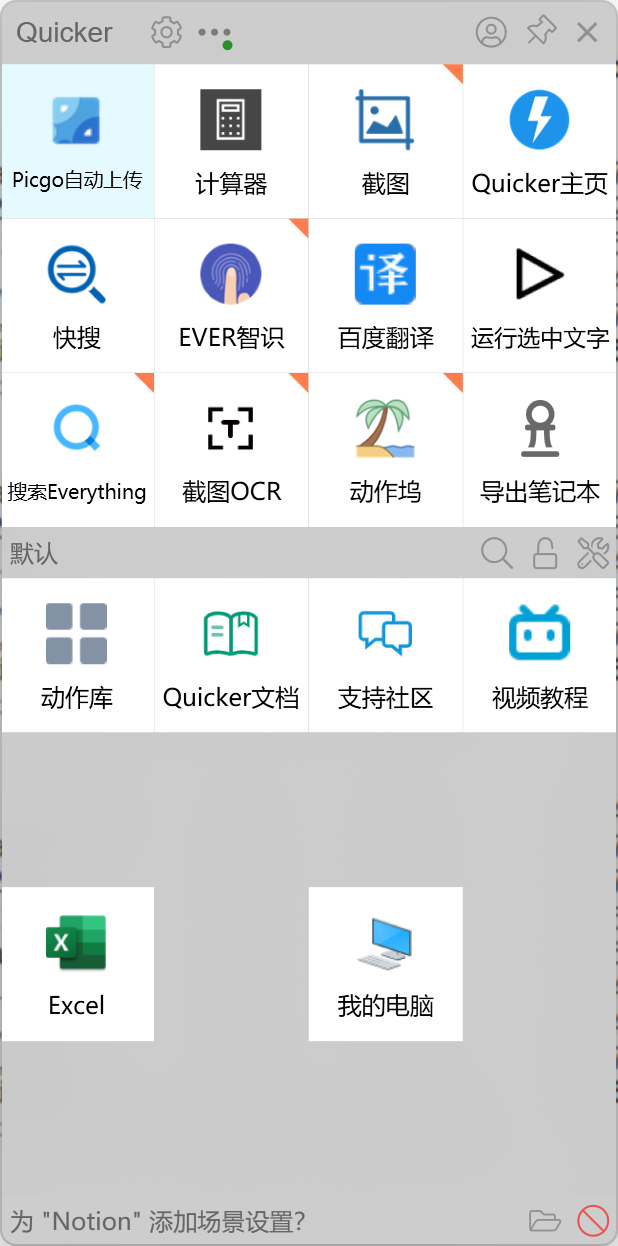 Quicker
Picgo自动上传
计算器
截图
Quicker主页
译
快搜
EVER智识
百度翻译
运行选中文字
T
搜索Everything
截图OCR
动作坞
导出笔记本
默认
动作库
Quicker文档
支持社区
视频教程
X
Excel
我的电脑
为 "Notion" 添加场景设置?